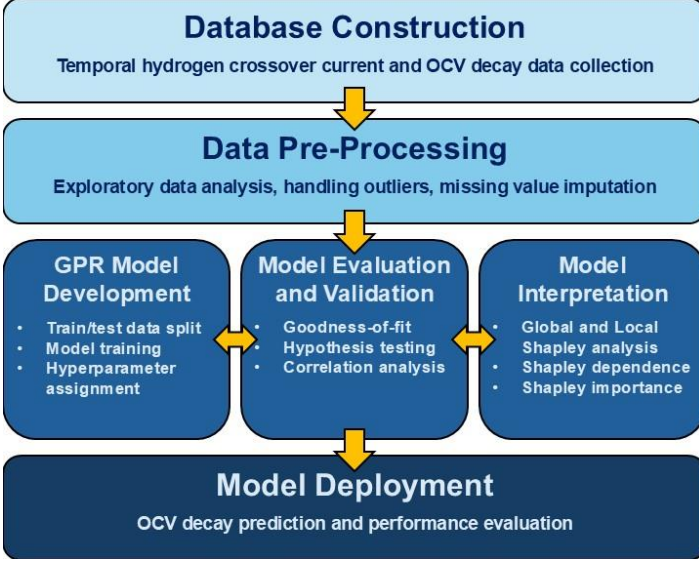 Database Construction
Temporal hydrogen crossover current and OCV decay data collection
Data Pre-Processing
Exploratory data analysis, handling outliers, missing value imputation
GPR Model
Development
• Train/test data split
• Model training
• Hyperparameter
assignment
Model Evaluation
and Validation
• Goodness-of-fit
• Hypothesis testing
• Correlation analysis
Model
Interpretation
• Global and Local
• Shapley analysis
• Shapley dependence
• Shapley importance
Model Deployment
OCV decay prediction and performance evaluation